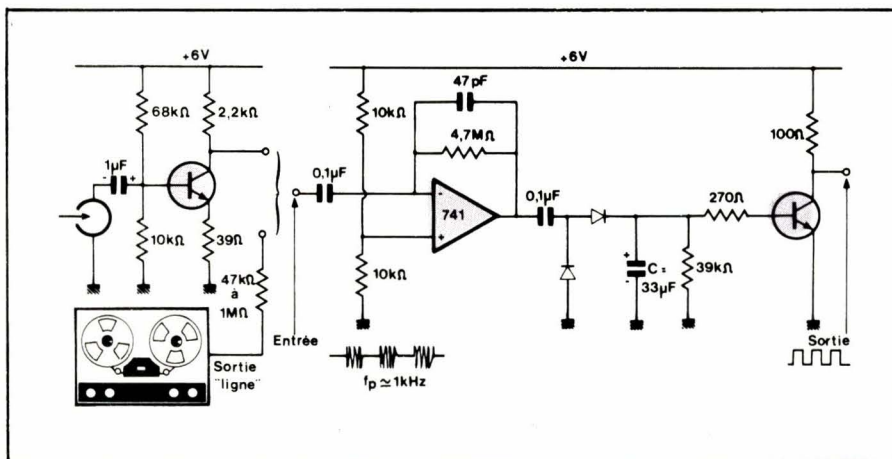 +6V
68kΩ
2,2kΩ
1µF
- +
10kΩ
39Ω
47kΩ
à
1MΩ
Sortie
"ligne"
+6V
47pF
10kΩ
4,7MΩ
0,1µF
-
741
+
0,1µF
10kΩ
Entrée
fp ≃ 1kHz
+
C =
-
33µF
39kΩ
270Ω
100Ω
Sortie